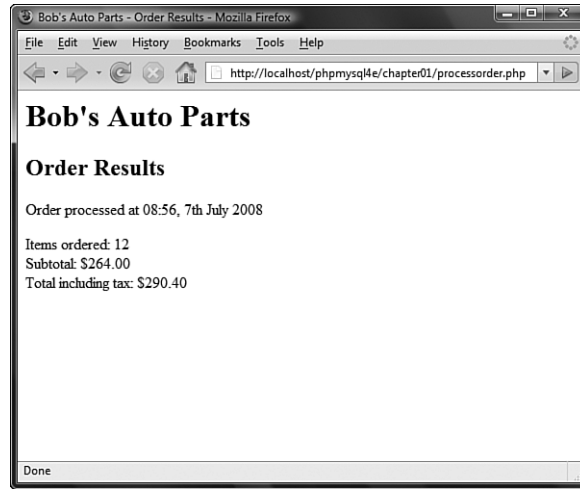 Bob's Auto Parts - Order Results - Mozilla Firefox
File Edit View History Bookmarks Tools Help
http://localhost/phpmysql4e/chapter01/processorder.php
Bob's Auto Parts
Order Results
Order processed at 08:56, 7th July 2008
Items ordered: 12
Subtotal: $264.00
Total including tax: $290.40
Done